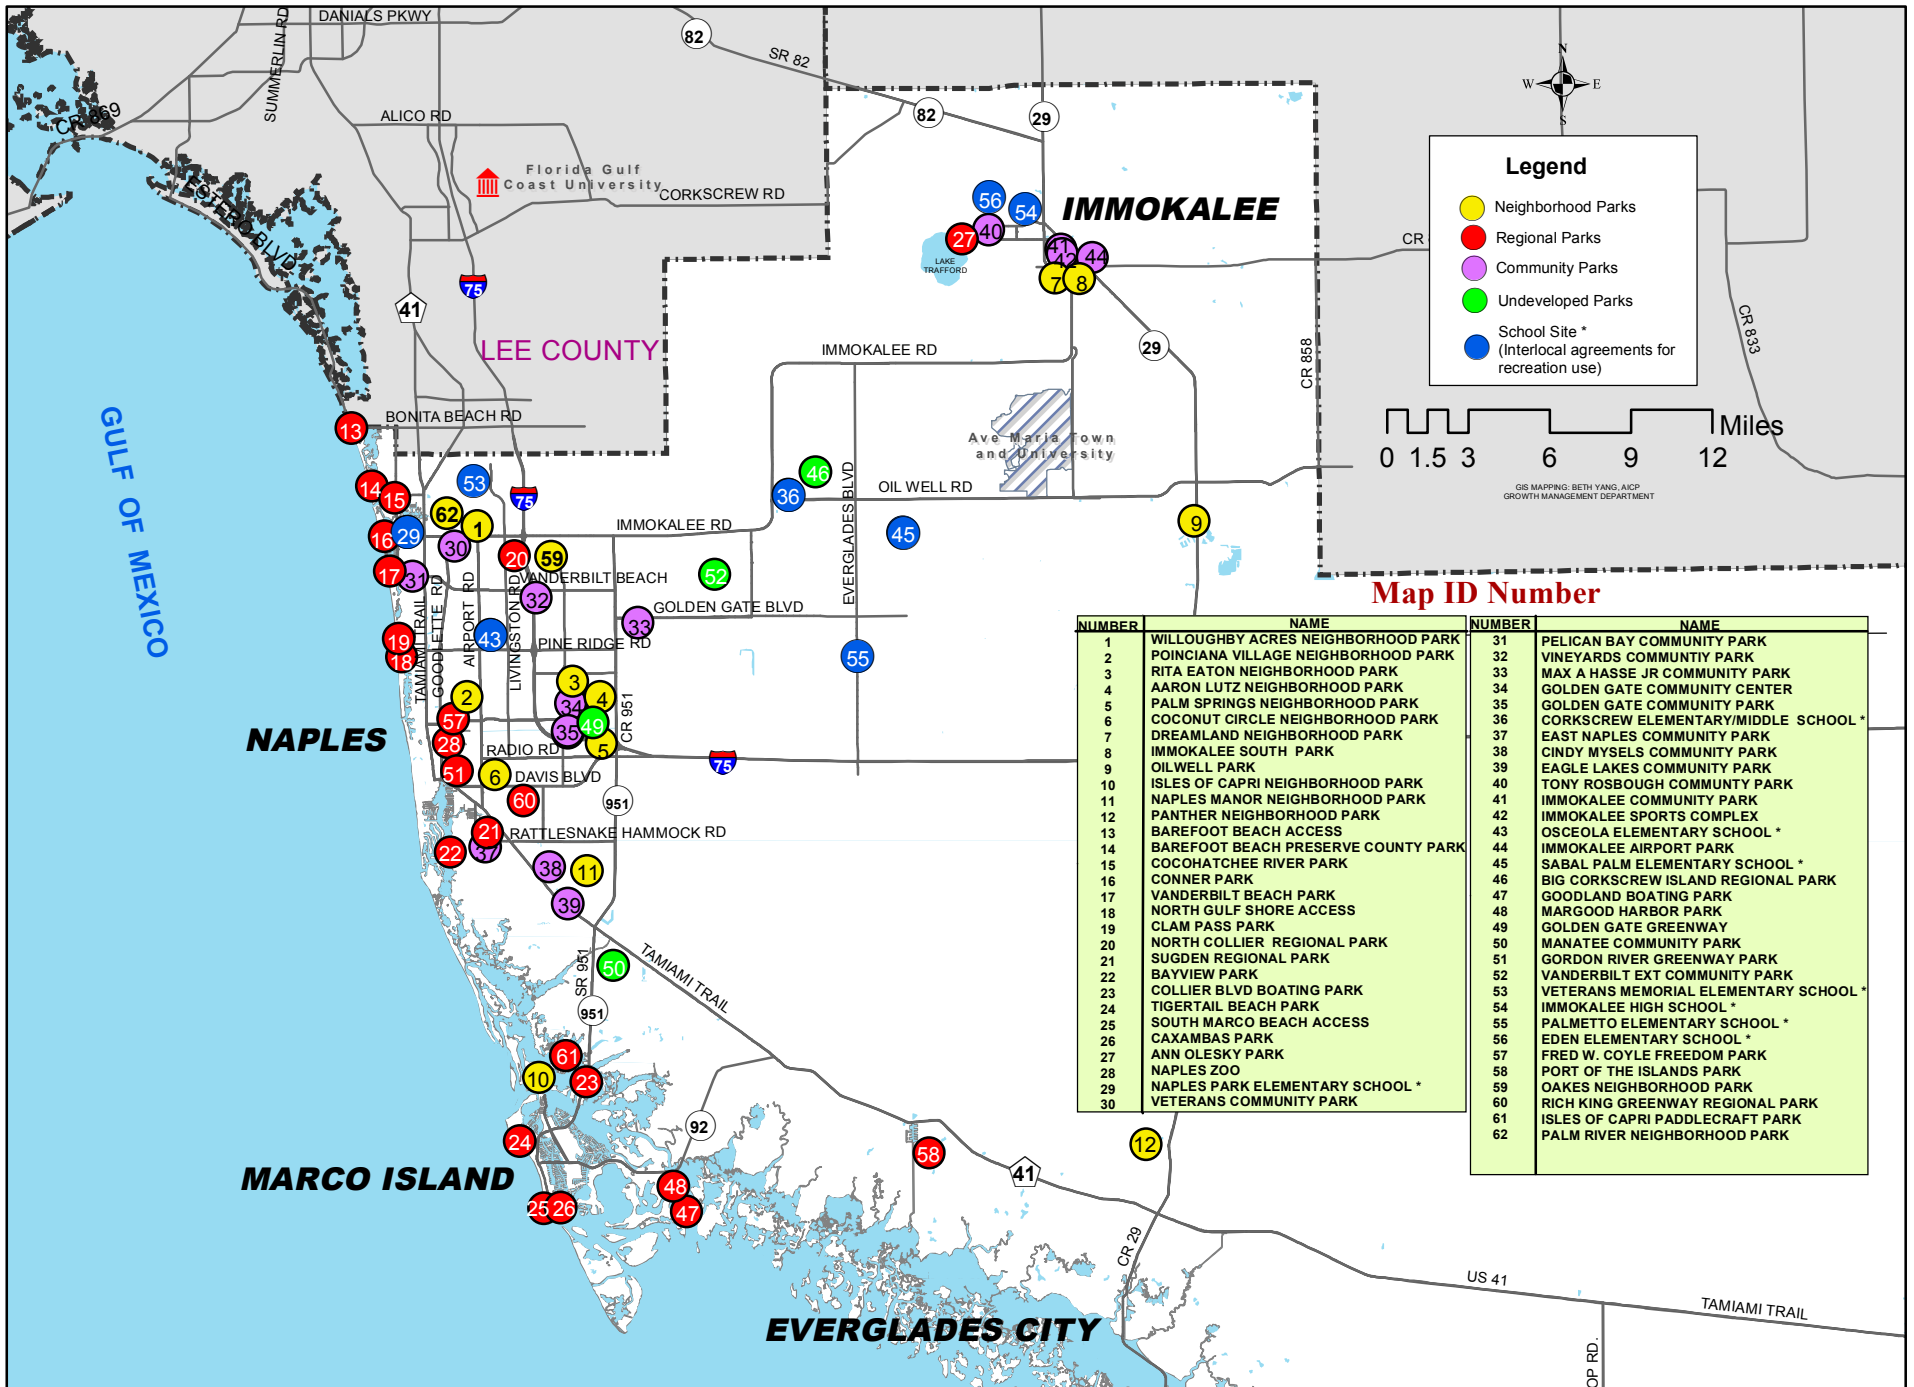 DANIALS PKWY
SUMMERLIN RD
82
SR 82
N
W E
S
CR 869
ALICO RD
82
29
Florida Gulf
Coast University
CORKSCREW RD
ESTERO BLVD.
56
54
IMMOKALEE
40
27
41
42
44
LAKE
TRAFFORD
7
8
CR
75
41
LEE COUNTY
IMMOKALEE RD
29
CR 858
CR 833
Legend
Neighborhood Parks
Regional Parks
Community Parks
Undeveloped Parks
School Site *
(Interlocal agreements for
recreation use)
Miles
0 1.5 3 6 9 12
GIS MAPPING: BETH YANG, AICP
GROWTH MANAGEMENT DEPARTMENT
GULF OF MEXICO
13
BONITA BEACH RD
Ave Maria Town
and University
14
15
53
75
46
36
OIL WELL RD
EVERGLADES BLVD
62
1
16
29
30
IMMOKALEE RD
45
9
20
59
17
31
VANDERBILT BEACH
52
32
GOLDEN GATE BLVD
33
TAMIAMI TRAIL
GOODLETTE RD
AIRPORT RD
LIVINGSTON RD
19
18
43
PINE RIDGE RD
55
2
3
4
34
57
49
35
CR 951
NAPLES
28
RADIO RD
5
75
51
6
DAVIS BLVD
60
951
21
RATTLESNAKE HAMMOCK RD
22
37
38
11
39
SR 951
50
TAMIAMI TRAIL
951
61
10
23
92
24
58
12
MARCO ISLAND
41
25
26
48
47
CR 29
US 41
TAMIAMI TRAIL
EVERGLADES CITY
OP RD.
Map ID Number
NUMBER NAME
1 WILLOUGHBY ACRES NEIGHBORHOOD PARK
2 POINCIANA VILLAGE NEIGHBORHOOD PARK
3 RITA EATON NEIGHBORHOOD PARK
4 AARON LUTZ NEIGHBORHOOD PARK
5 PALM SPRINGS NEIGHBORHOOD PARK
6 COCONUT CIRCLE NEIGHBORHOOD PARK
7 DREAMLAND NEIGHBORHOOD PARK
8 IMMOKALEE SOUTH PARK
9 OILWELL PARK
10 ISLES OF CAPRI NEIGHBORHOOD PARK
11 NAPLES MANOR NEIGHBORHOOD PARK
12 PANTHER NEIGHBORHOOD PARK
13 BAREFOOT BEACH ACCESS
14 BAREFOOT BEACH PRESERVE COUNTY PARK
15 COCOHATCHEE RIVER PARK
16 CONNER PARK
17 VANDERBILT BEACH PARK
18 NORTH GULF SHORE ACCESS
19 CLAM PASS PARK
20 NORTH COLLIER REGIONAL PARK
21 SUGDEN REGIONAL PARK
22 BAYVIEW PARK
23 COLLIER BLVD BOATING PARK
24 TIGERTAIL BEACH PARK
25 SOUTH MARCO BEACH ACCESS
26 CAXAMBAS PARK
27 ANN OLESKY PARK
28 NAPLES ZOO
29 NAPLES PARK ELEMENTARY SCHOOL *
30 VETERANS COMMUNITY PARK
NUMBER NAME
31 PELICAN BAY COMMUNITY PARK
32 VINEYARDS COMMUNTIY PARK
33 MAX A HASSE JR COMMUNITY PARK
34 GOLDEN GATE COMMUNITY CENTER
35 GOLDEN GATE COMMUNITY PARK
36 CORKSCREW ELEMENTARY/MIDDLE SCHOOL *
37 EAST NAPLES COMMUNITY PARK
38 CINDY MYSELS COMMUNITY PARK
39 EAGLE LAKES COMMUNITY PARK
40 TONY ROSBOUGH COMMUNTY PARK
41 IMMOKALEE COMMUNITY PARK
42 IMMOKALEE SPORTS COMPLEX
43 OSCEOLA ELEMENTARY SCHOOL *
44 IMMOKALEE AIRPORT PARK
45 SABAL PALM ELEMENTARY SCHOOL *
46 BIG CORKSCREW ISLAND REGIONAL PARK
47 GOODLAND BOATING PARK
48 MARGOOD HARBOR PARK
49 GOLDEN GATE GREENWAY
50 MANATEE COMMUNITY PARK
51 GORDON RIVER GREENWAY PARK
52 VANDERBILT EXT COMMUNITY PARK
53 VETERANS MEMORIAL ELEMENTARY SCHOOL *
54 IMMOKALEE HIGH SCHOOL *
55 PALMETTO ELEMENTARY SCHOOL *
56 EDEN ELEMENTARY SCHOOL *
57 FRED W. COYLE FREEDOM PARK
58 PORT OF THE ISLANDS PARK
59 OAKES NEIGHBORHOOD PARK
60 RICH KING GREENWAY REGIONAL PARK
61 ISLES OF CAPRI PADDLECRAFT PARK
62 PALM RIVER NEIGHBORHOOD PARK